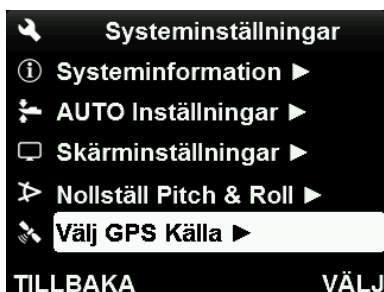 Systeminställningar
Systeminformation ►
AUTO Inställningar ►
Skärminställningar ►
Nollställ Pitch & Roll ►
Välj GPS Källa ►
TILLBAKA VÄLJ